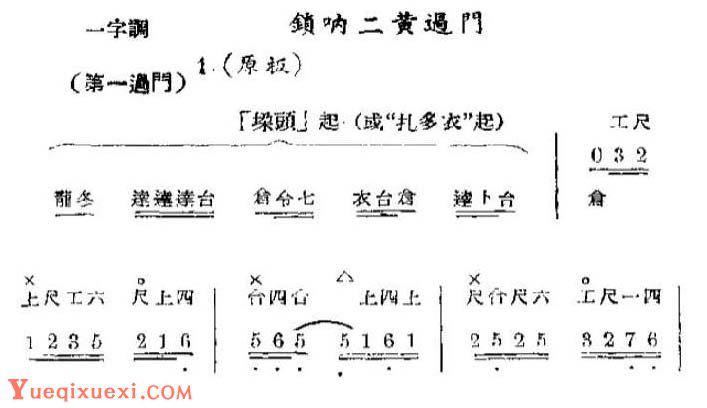 一字調 鎖吶二黃過門
(第一過門) 1.(原板)
「垜頭」起·(或“扎多衣”起) 工尺
0 3 2
龍冬 達達達台 倉令七 衣台倉 達卜台 倉
× ○ × △ × ○
上尺工六 尺上四 合四合 上四上 尺合尺六 工尺一四
1 2 3 5 2 1 6 5 6 5 5 1 6 1 2 5 2 5 3 2 7 6
Yueqixuexi.com